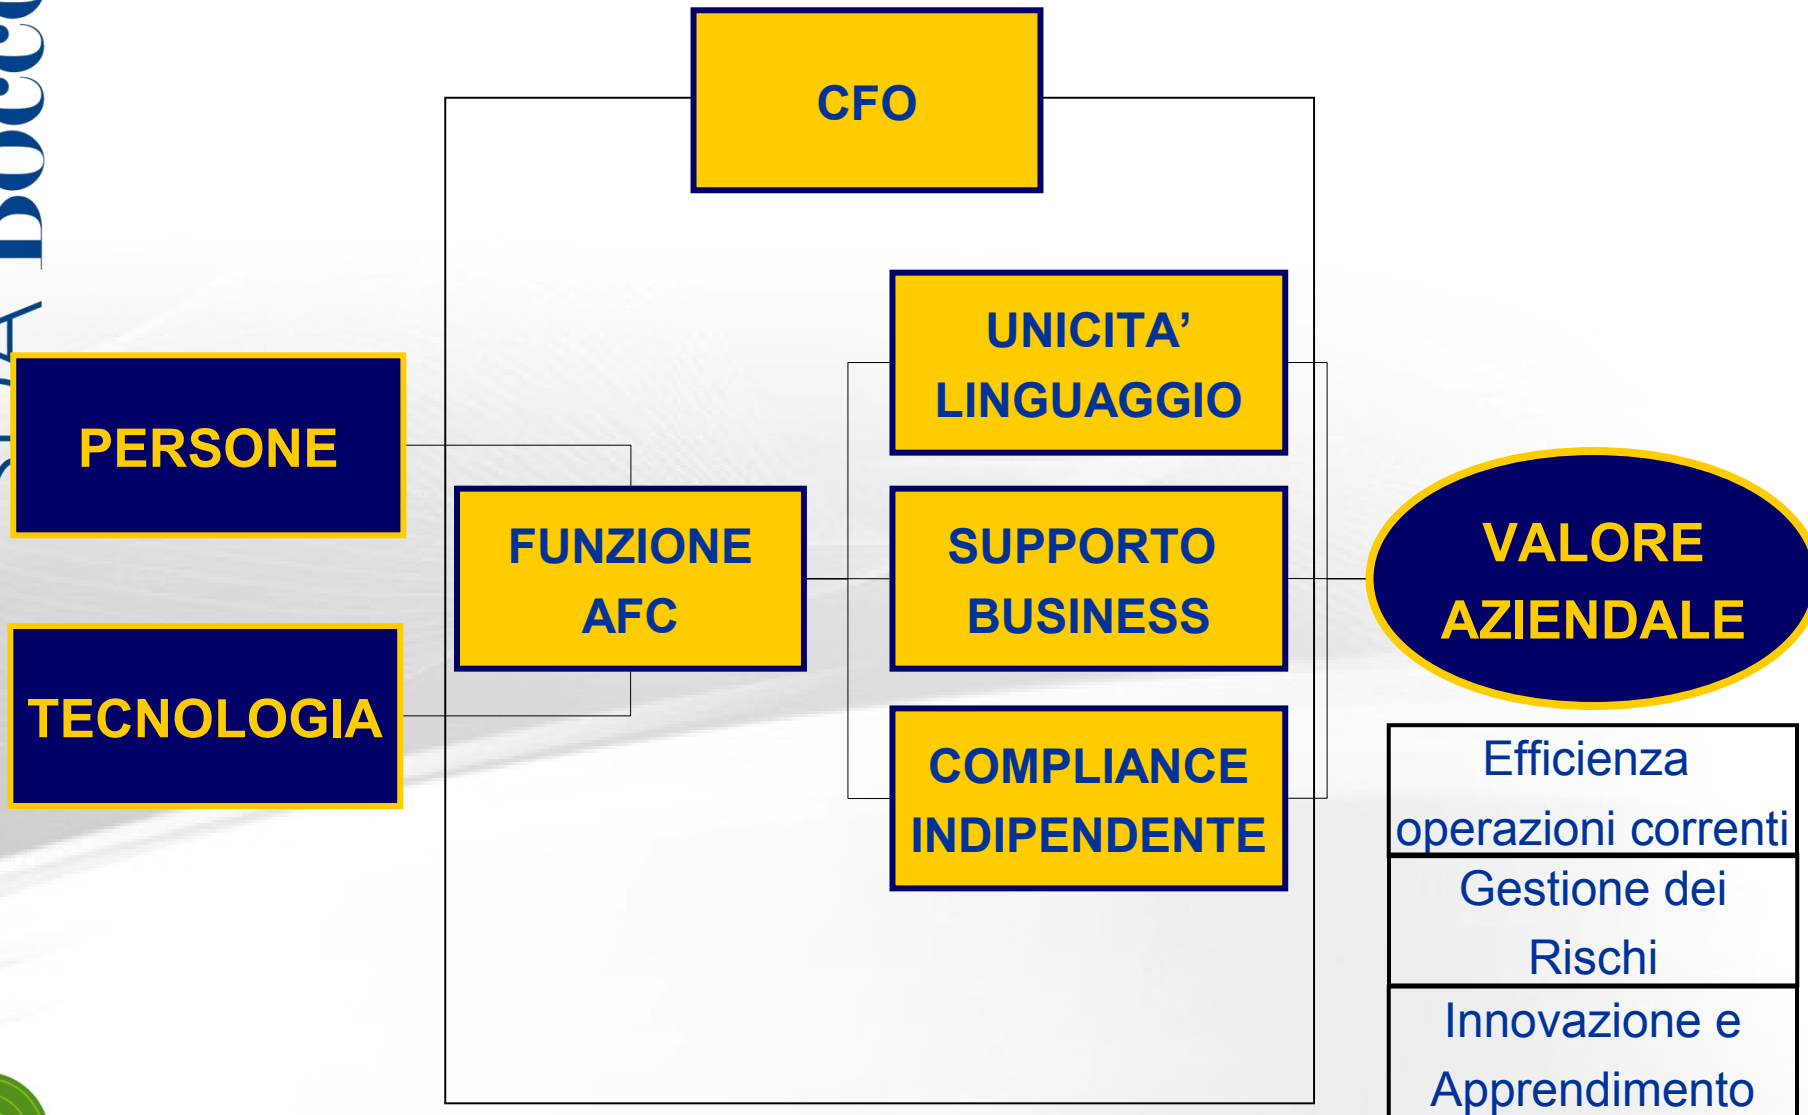 CFO
UNICITA’
LINGUAGGIO
PERSONE
FUNZIONE
AFC
SUPPORTO
BUSINESS
VALORE
AZIENDALE
TECNOLOGIA
COMPLIANCE
INDIPENDENTE
Efficienza
operazioni correnti
Gestione dei
Rischi
Innovazione e
Apprendimento